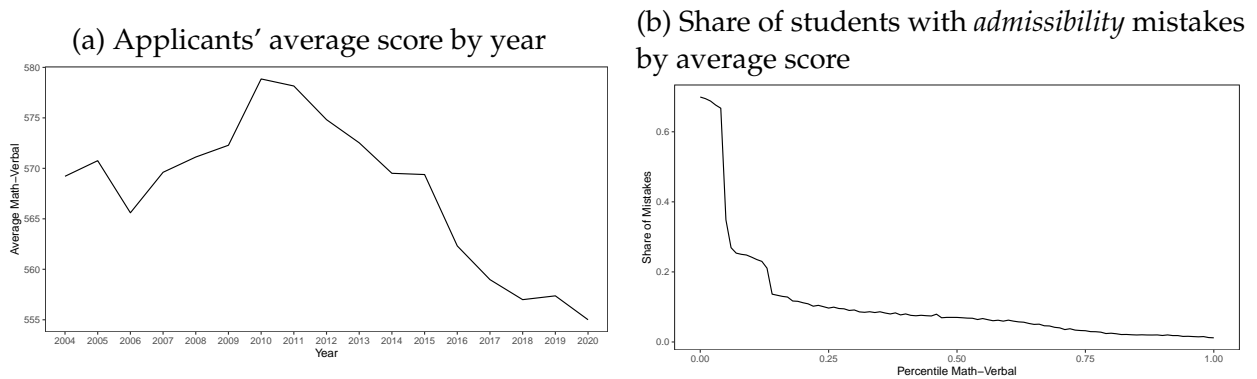 (a) Applicants’ average score by year
580
575
570
565
560
555
Average Math−Verbal
2004 2005 2006 2007 2008 2009 2010 2011 2012 2013 2014 2015 2016 2017 2018 2019 2020
Year
(b) Share of students with admissibility mistakes
by average score
0.6
0.4
0.2
0.0
Share of Mistakes
0.00 0.25 0.50 0.75 1.00
Percentile Math−Verbal